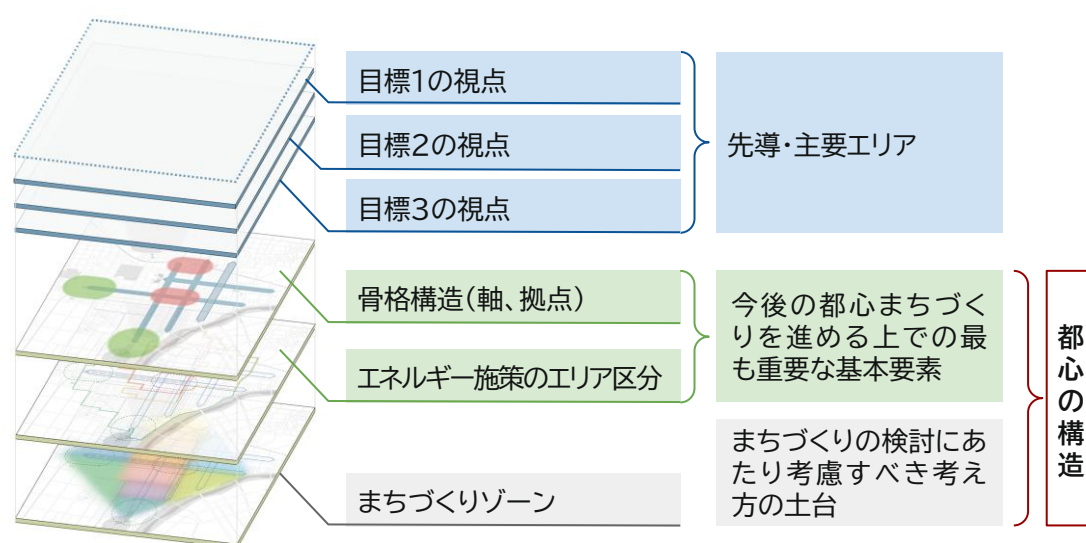 目標1の視点
目標2の視点
目標3の視点
先導・主要エリア
骨格構造(軸、拠点)
エネルギー施策のエリア区分
今後の都心まちづく
りを進める上での最
も重要な基本要素
まちづくりゾーン
まちづくりの検討にあ
たり考慮すべき考え
方の土台
都心の構造